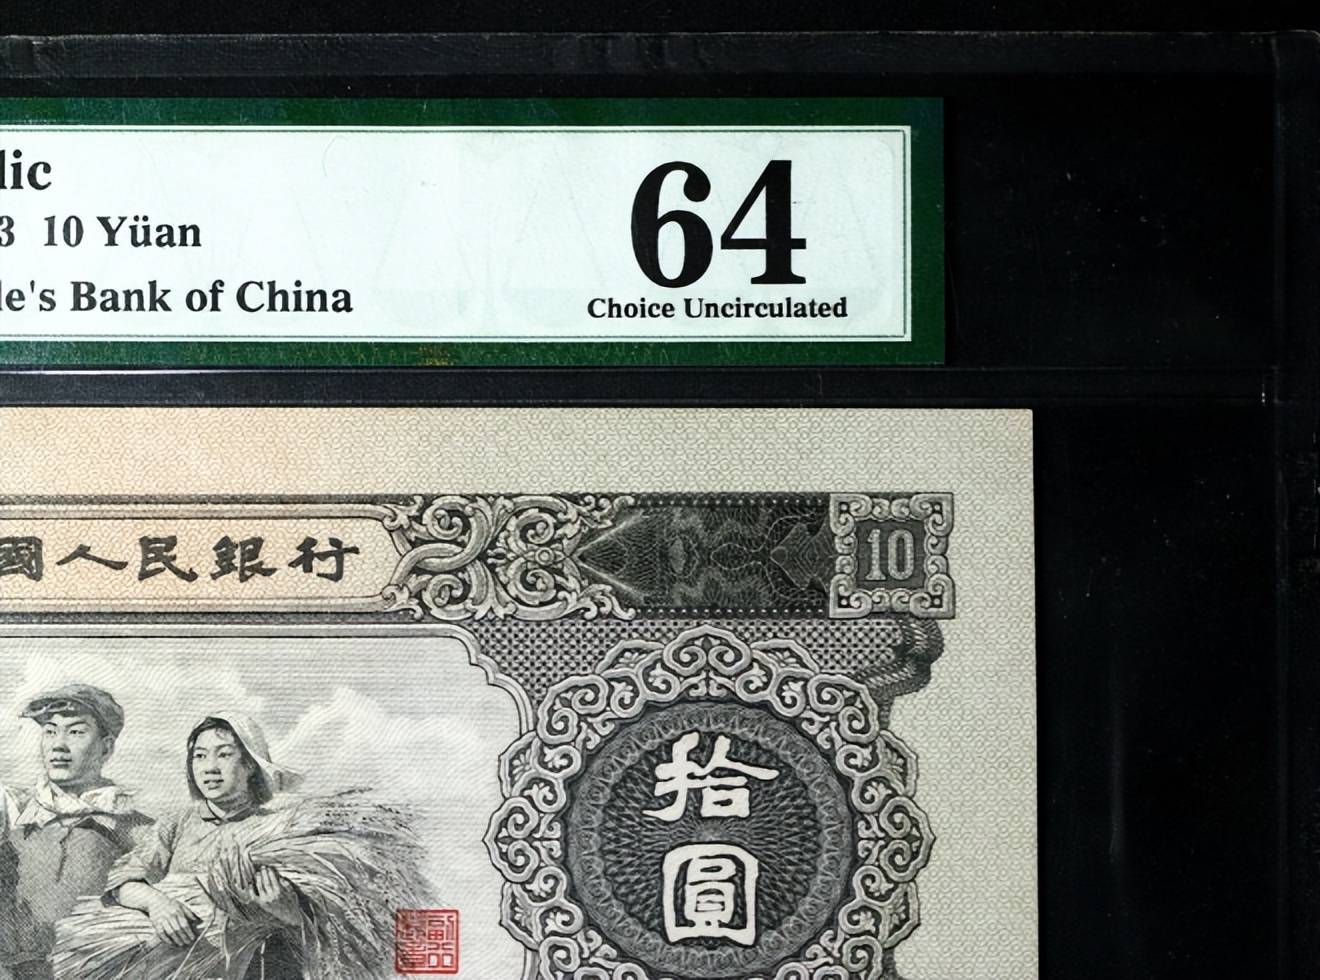 lic
3 10 Yüan
le's Bank of China
64
Choice Uncirculated
國人民銀行
10
拾
圓